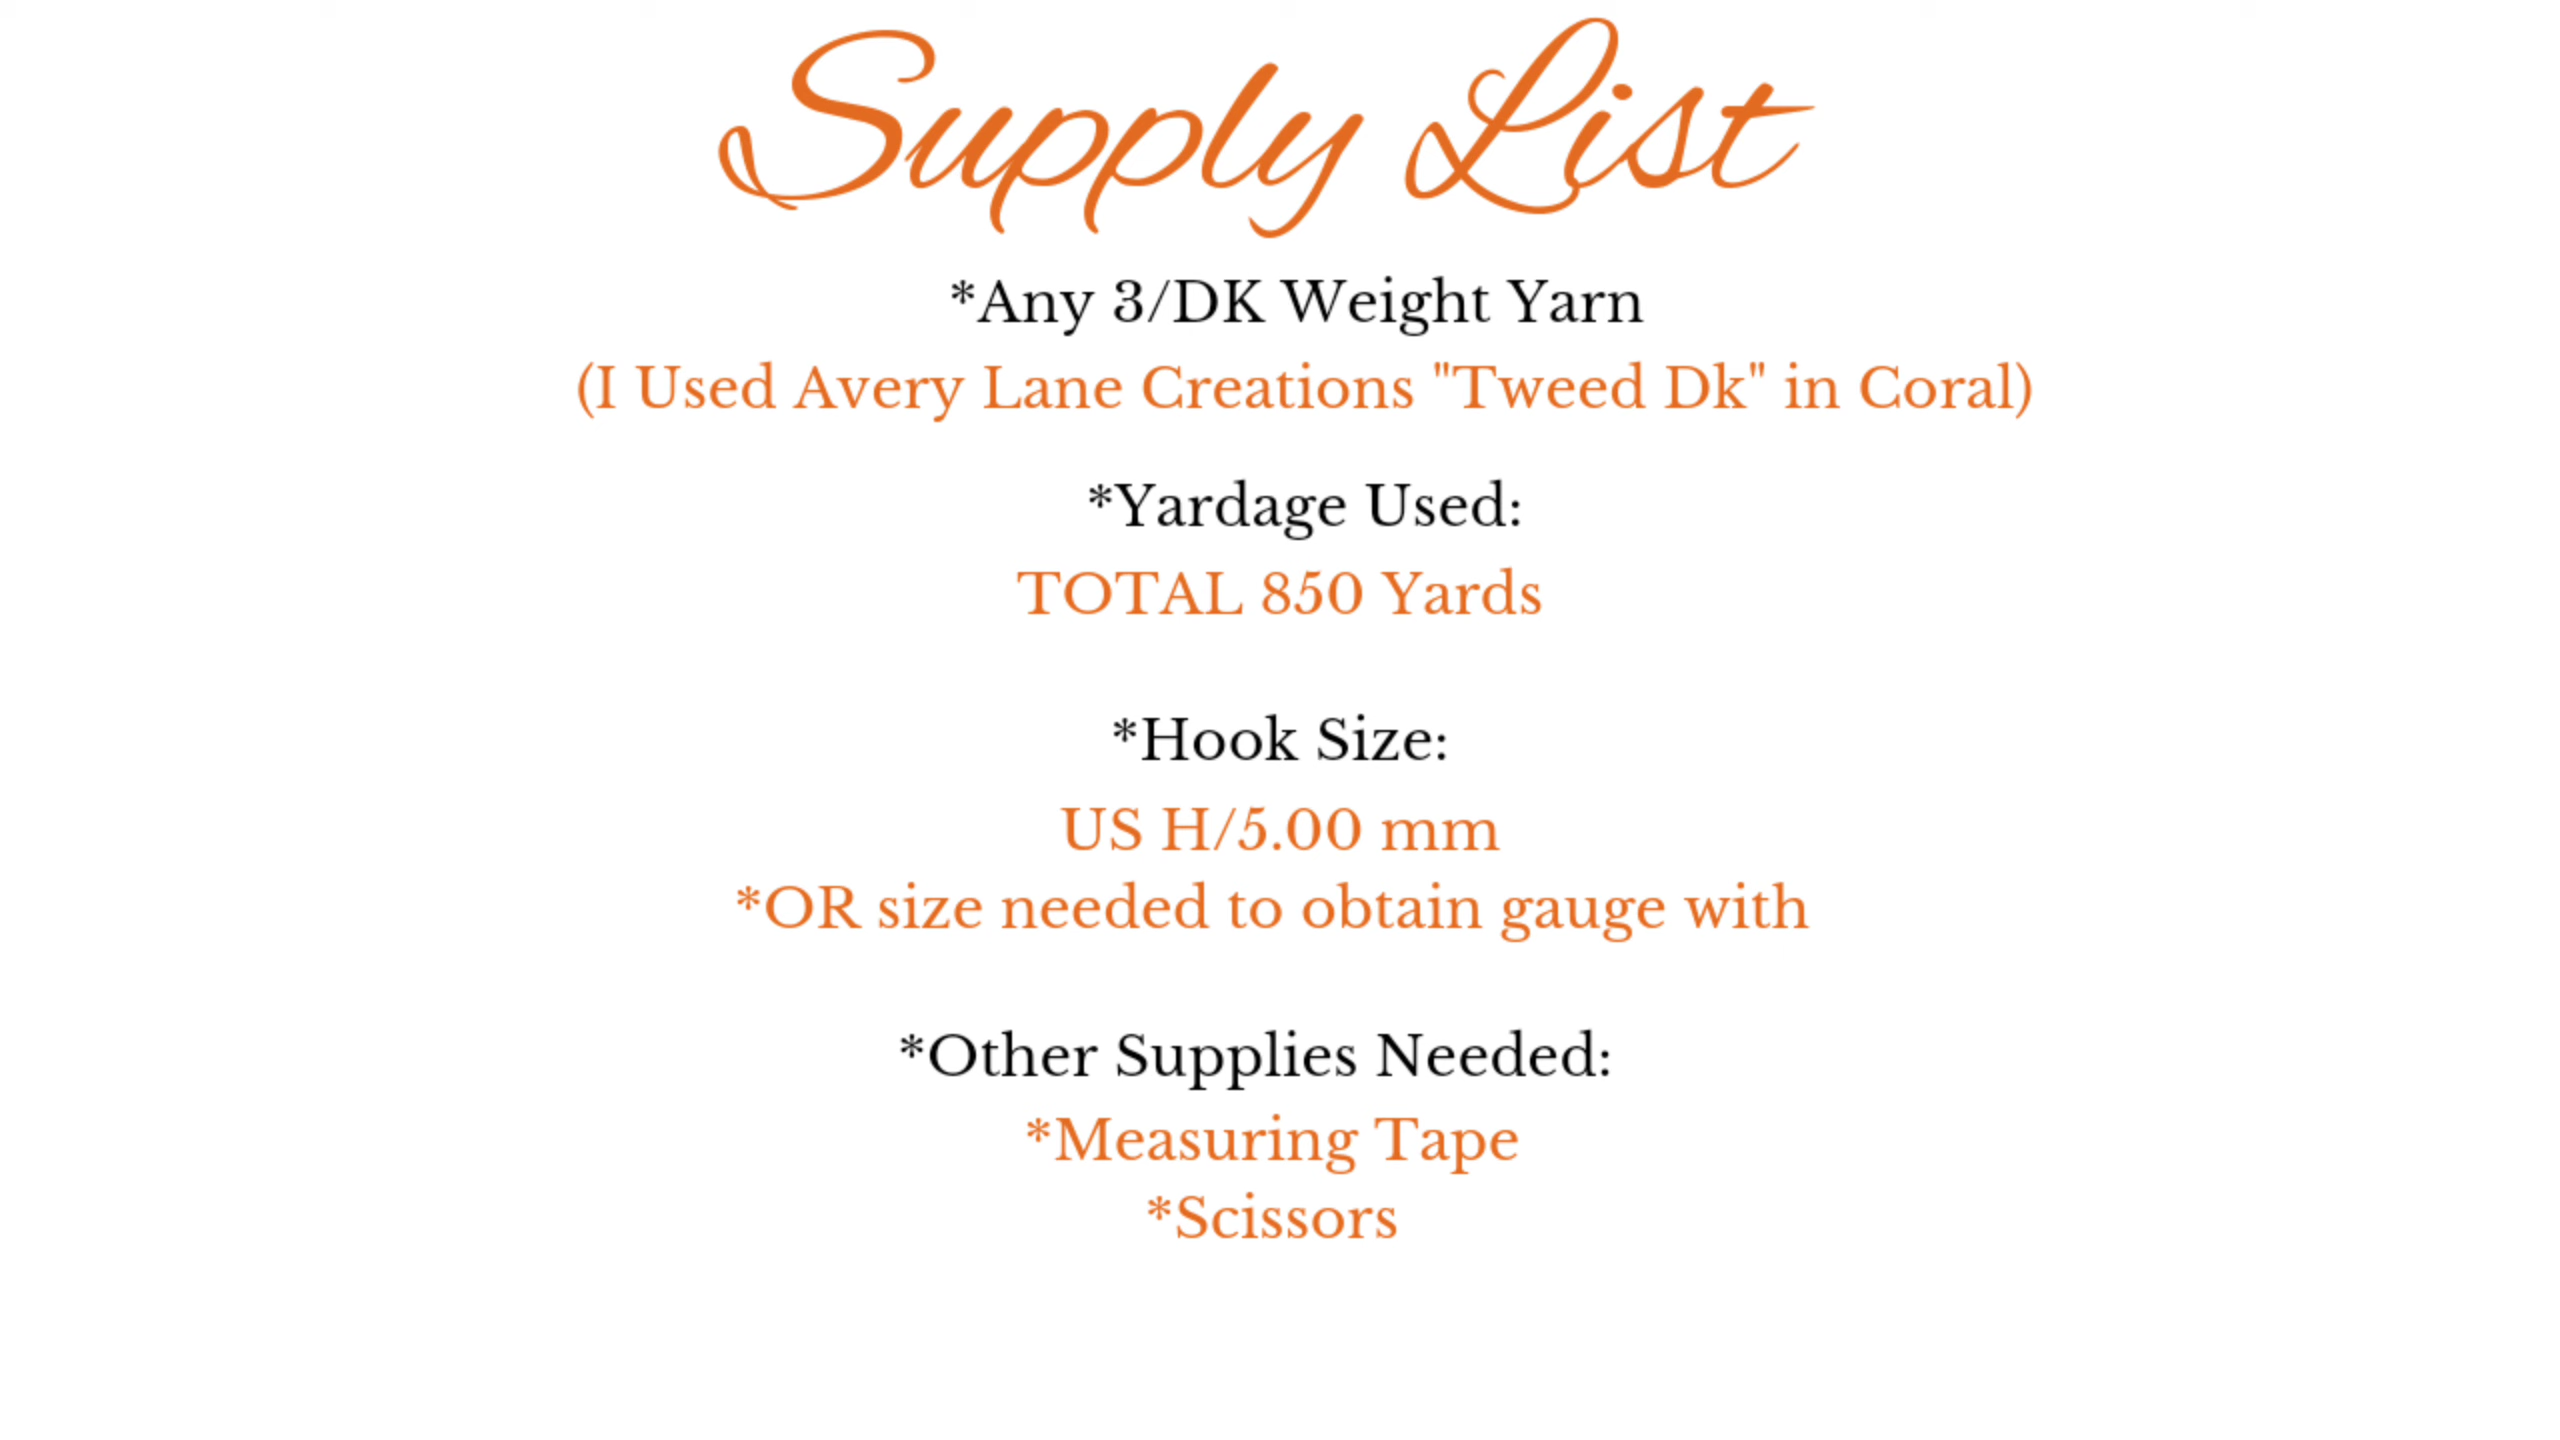 Supply List
*Any 3/DK Weight Yarn
(I Used Avery Lane Creations "Tweed Dk" in Coral)
*Yardage Used:
TOTAL 850 Yards
*Hook Size:
US H/5.00 mm
*OR size needed to obtain gauge with
*Other Supplies Needed:
*Measuring Tape
*Scissors